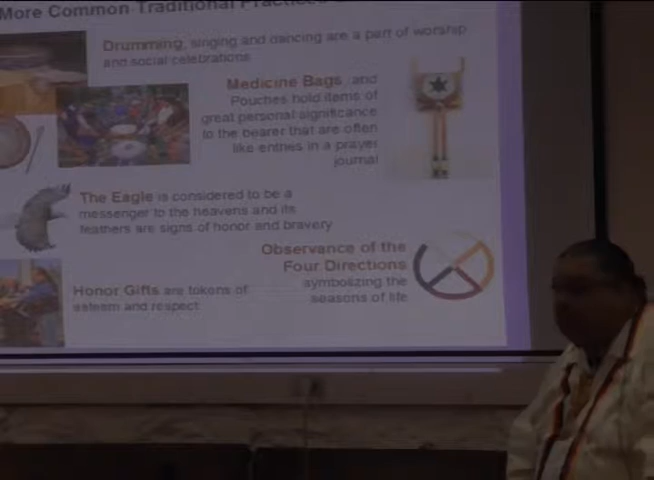 More Common Traditional Practices
Drumming, singing and dancing are a part of worship
and social celebrations
Medicine Bags, and
Pouches hold items of
great personal significance
to the bearer that are often
like entries in a prayer
journal
The Eagle is considered to be a
messenger to the heavens and its
feathers are signs of honor and bravery
Observance of the
Four Directions
symbolizing the
seasons of life
Honor Gifts are tokens of
esteem and respect